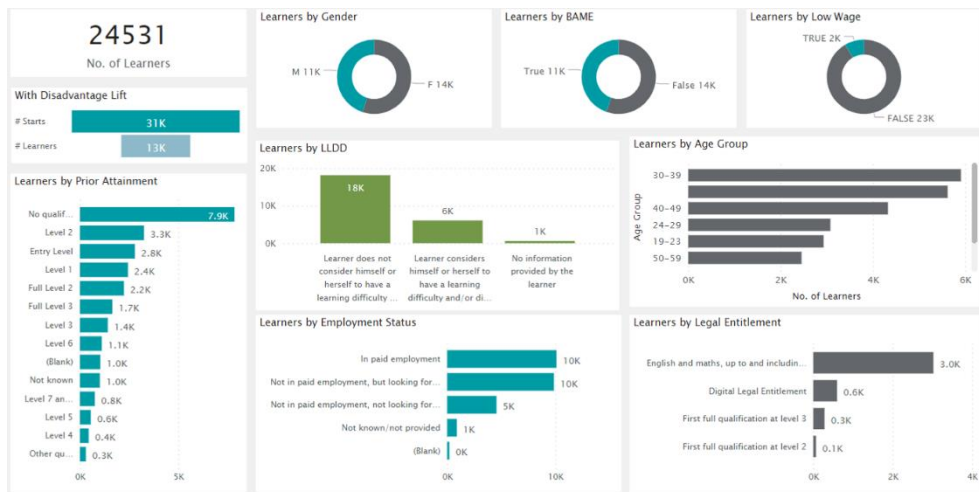 24531
No. of Learners
With Disadvantage Lift
# Starts
31K
# Learners
13K
Learners by Prior Attainment
No qualif... 7.9K
Level 2 3.3K
Entry Level 2.8K
Level 1 2.4K
Full Level 2 2.2K
Full Level 3 1.7K
Level 3 1.4K
Level 6 1.1K
(Blank) 1.0K
Not known 1.0K
Level 7 an... 0.8K
Level 5 0.6K
Level 4 0.4K
Other qu... 0.3K
0K 5K
Learners by Gender
M 11K
F 14K
Learners by BAME
True 11K
False 14K
Learners by Low Wage
TRUE 2K
FALSE 23K
Learners by LLDD
20K
10K
0K
18K
6K
1K
Learner does not
consider himself or
herself to have a
learning difficulty ...
Learner considers
himself or herself to
have a learning
difficulty and/or di...
No information
provided by the
learner
Learners by Age Group
Age Group
30-39
40-49
24-29
19-23
50-59
0K 2K 4K 6K
No. of Learners
Learners by Employment Status
In paid employment 10K
Not in paid employment, but looking for... 10K
Not in paid employment, not looking for... 5K
Not known/not provided 1K
(Blank) 0K
0K 10K
Learners by Legal Entitlement
English and maths, up to and includin... 3.0K
Digital Legal Entitlement 0.6K
First full qualification at level 3 0.3K
First full qualification at level 2 0.1K
0K 2K 4K